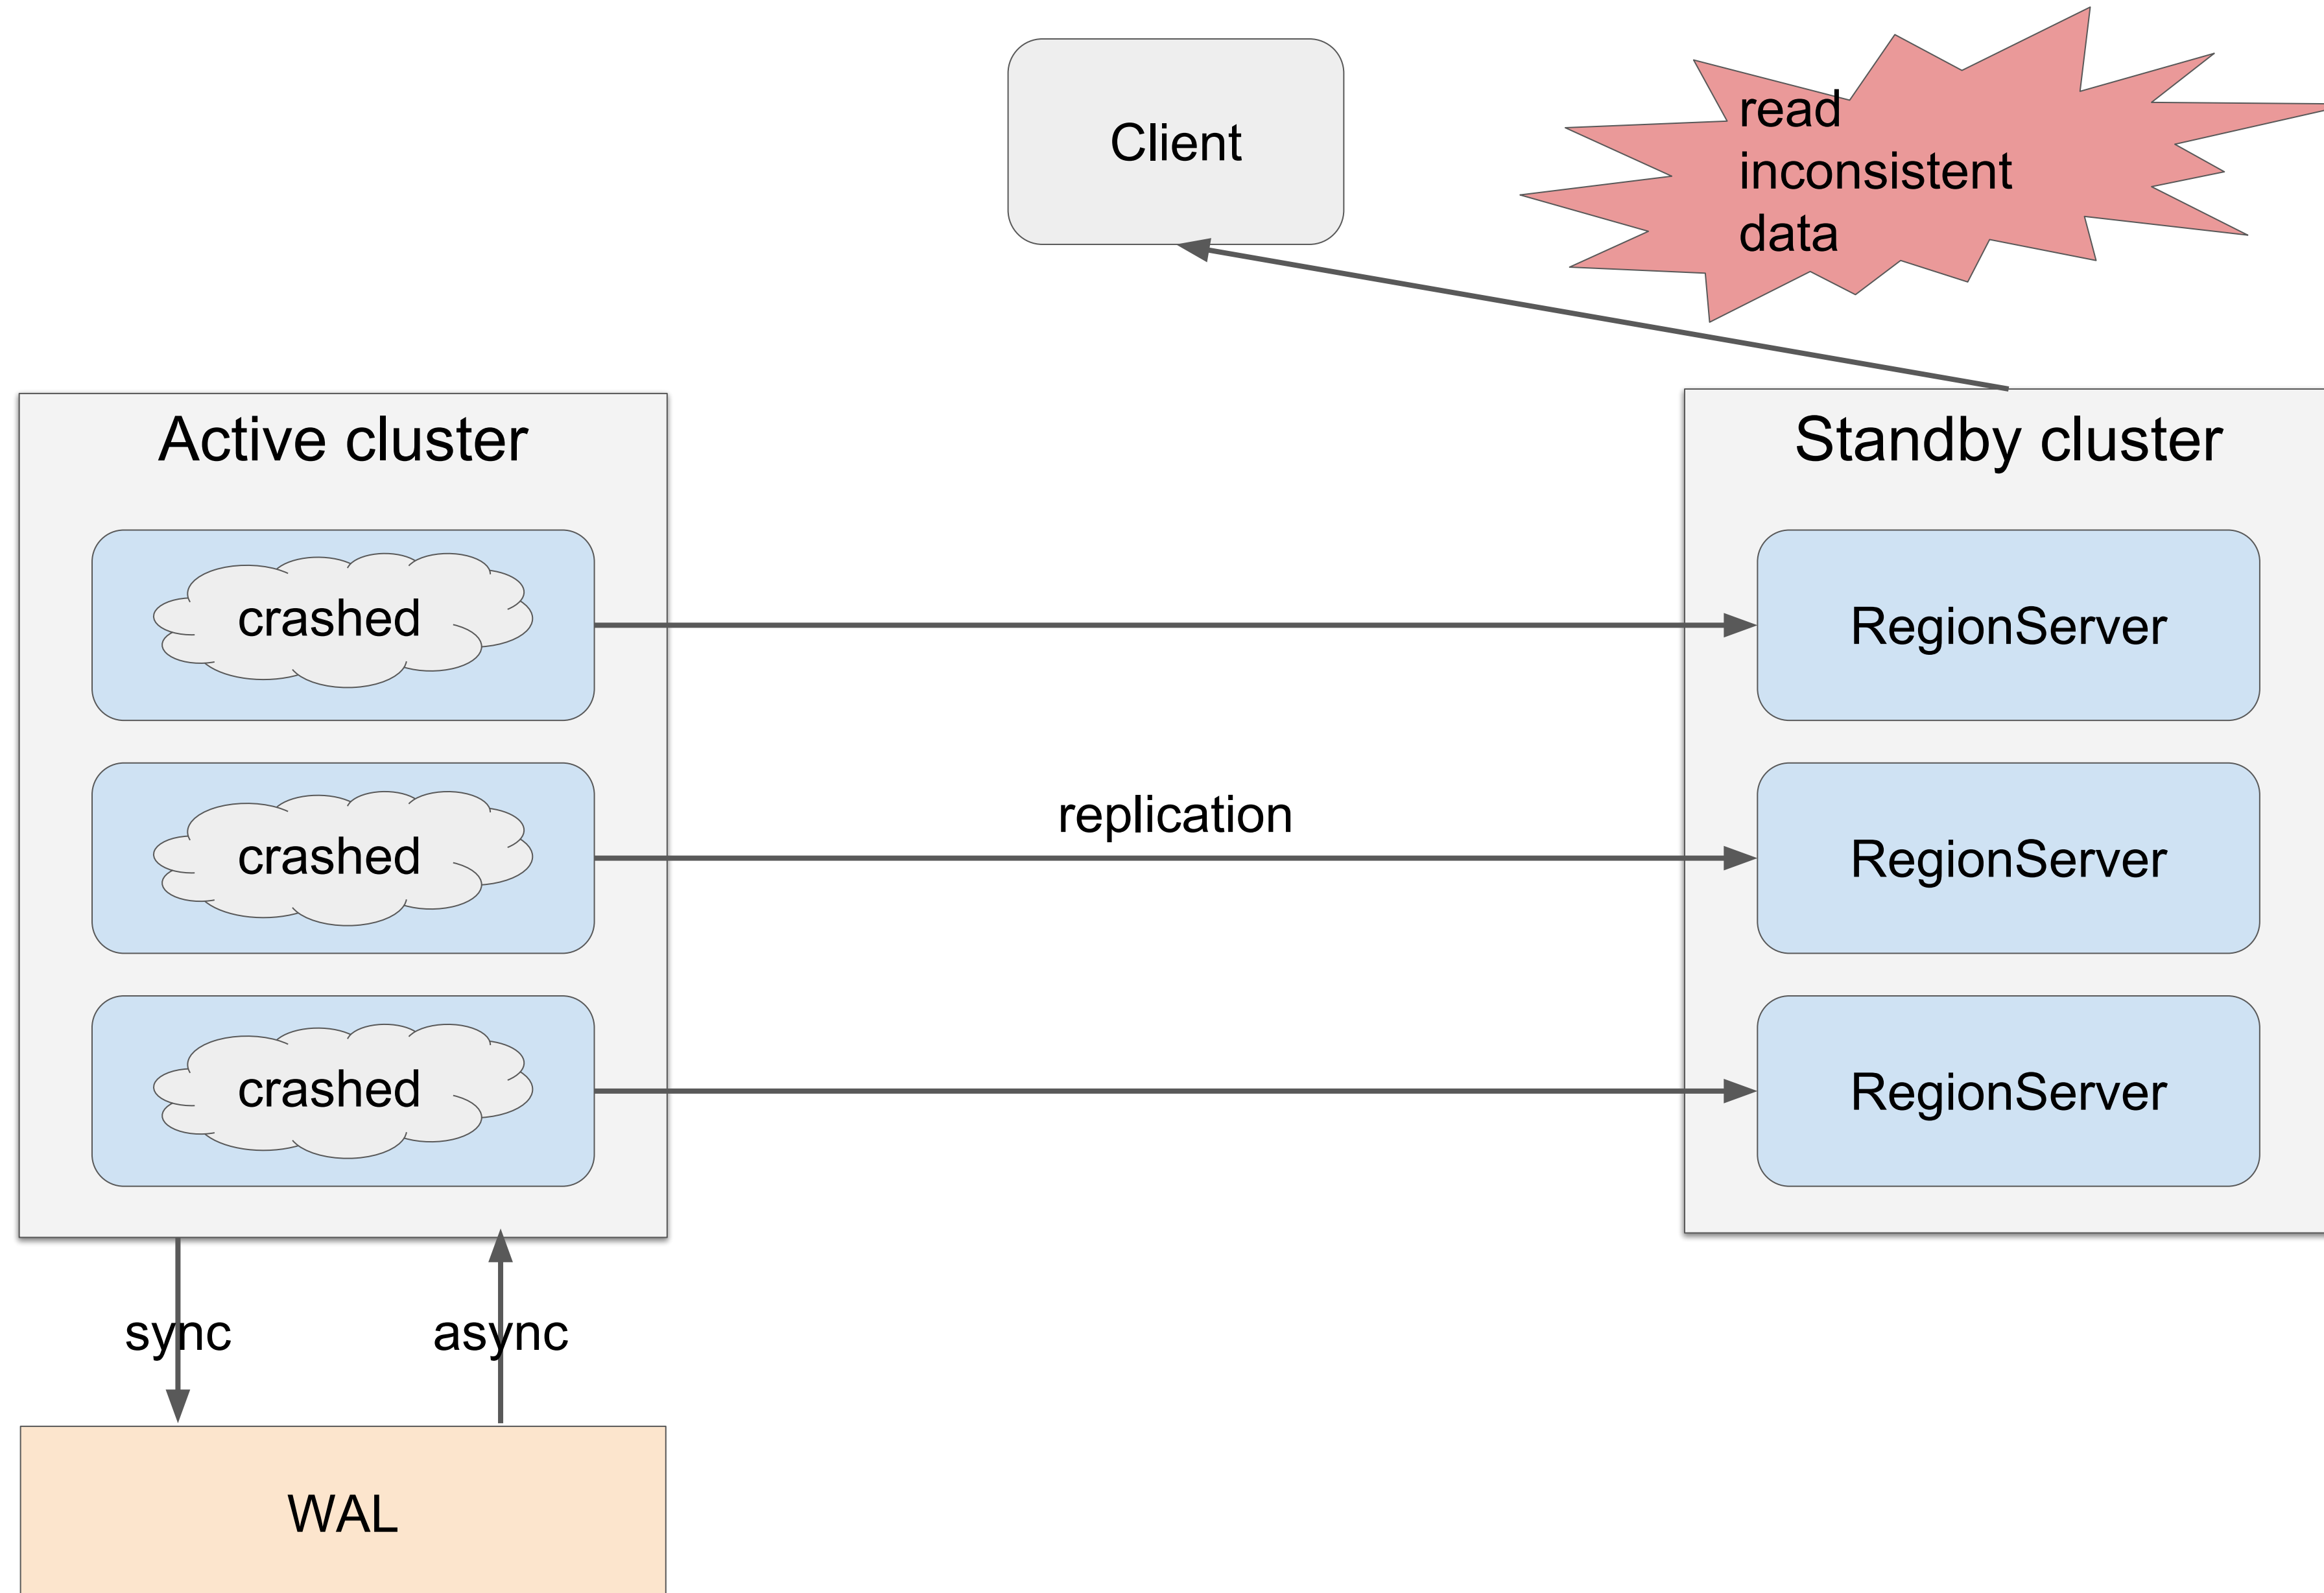 Client
read
inconsistent
data
Active cluster
Standby cluster
crashed
RegionServer
replication
crashed
RegionServer
crashed
RegionServer
sync
async
WAL